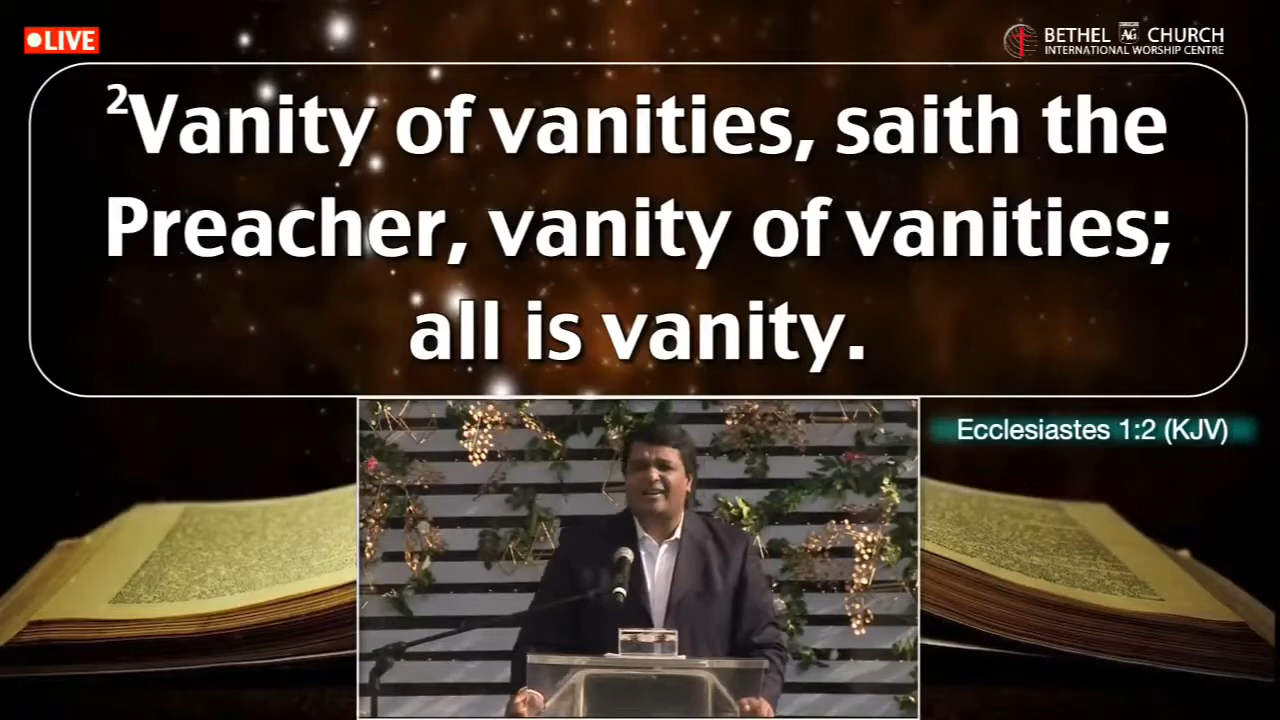 LIVE
BETHEL AG CHURCH
INTERNATIONAL WORSHIP CENTRE
2Vanity of vanities, saith the
Preacher, vanity of vanities;
all is vanity.
Ecclesiastes 1:2 (KJV)